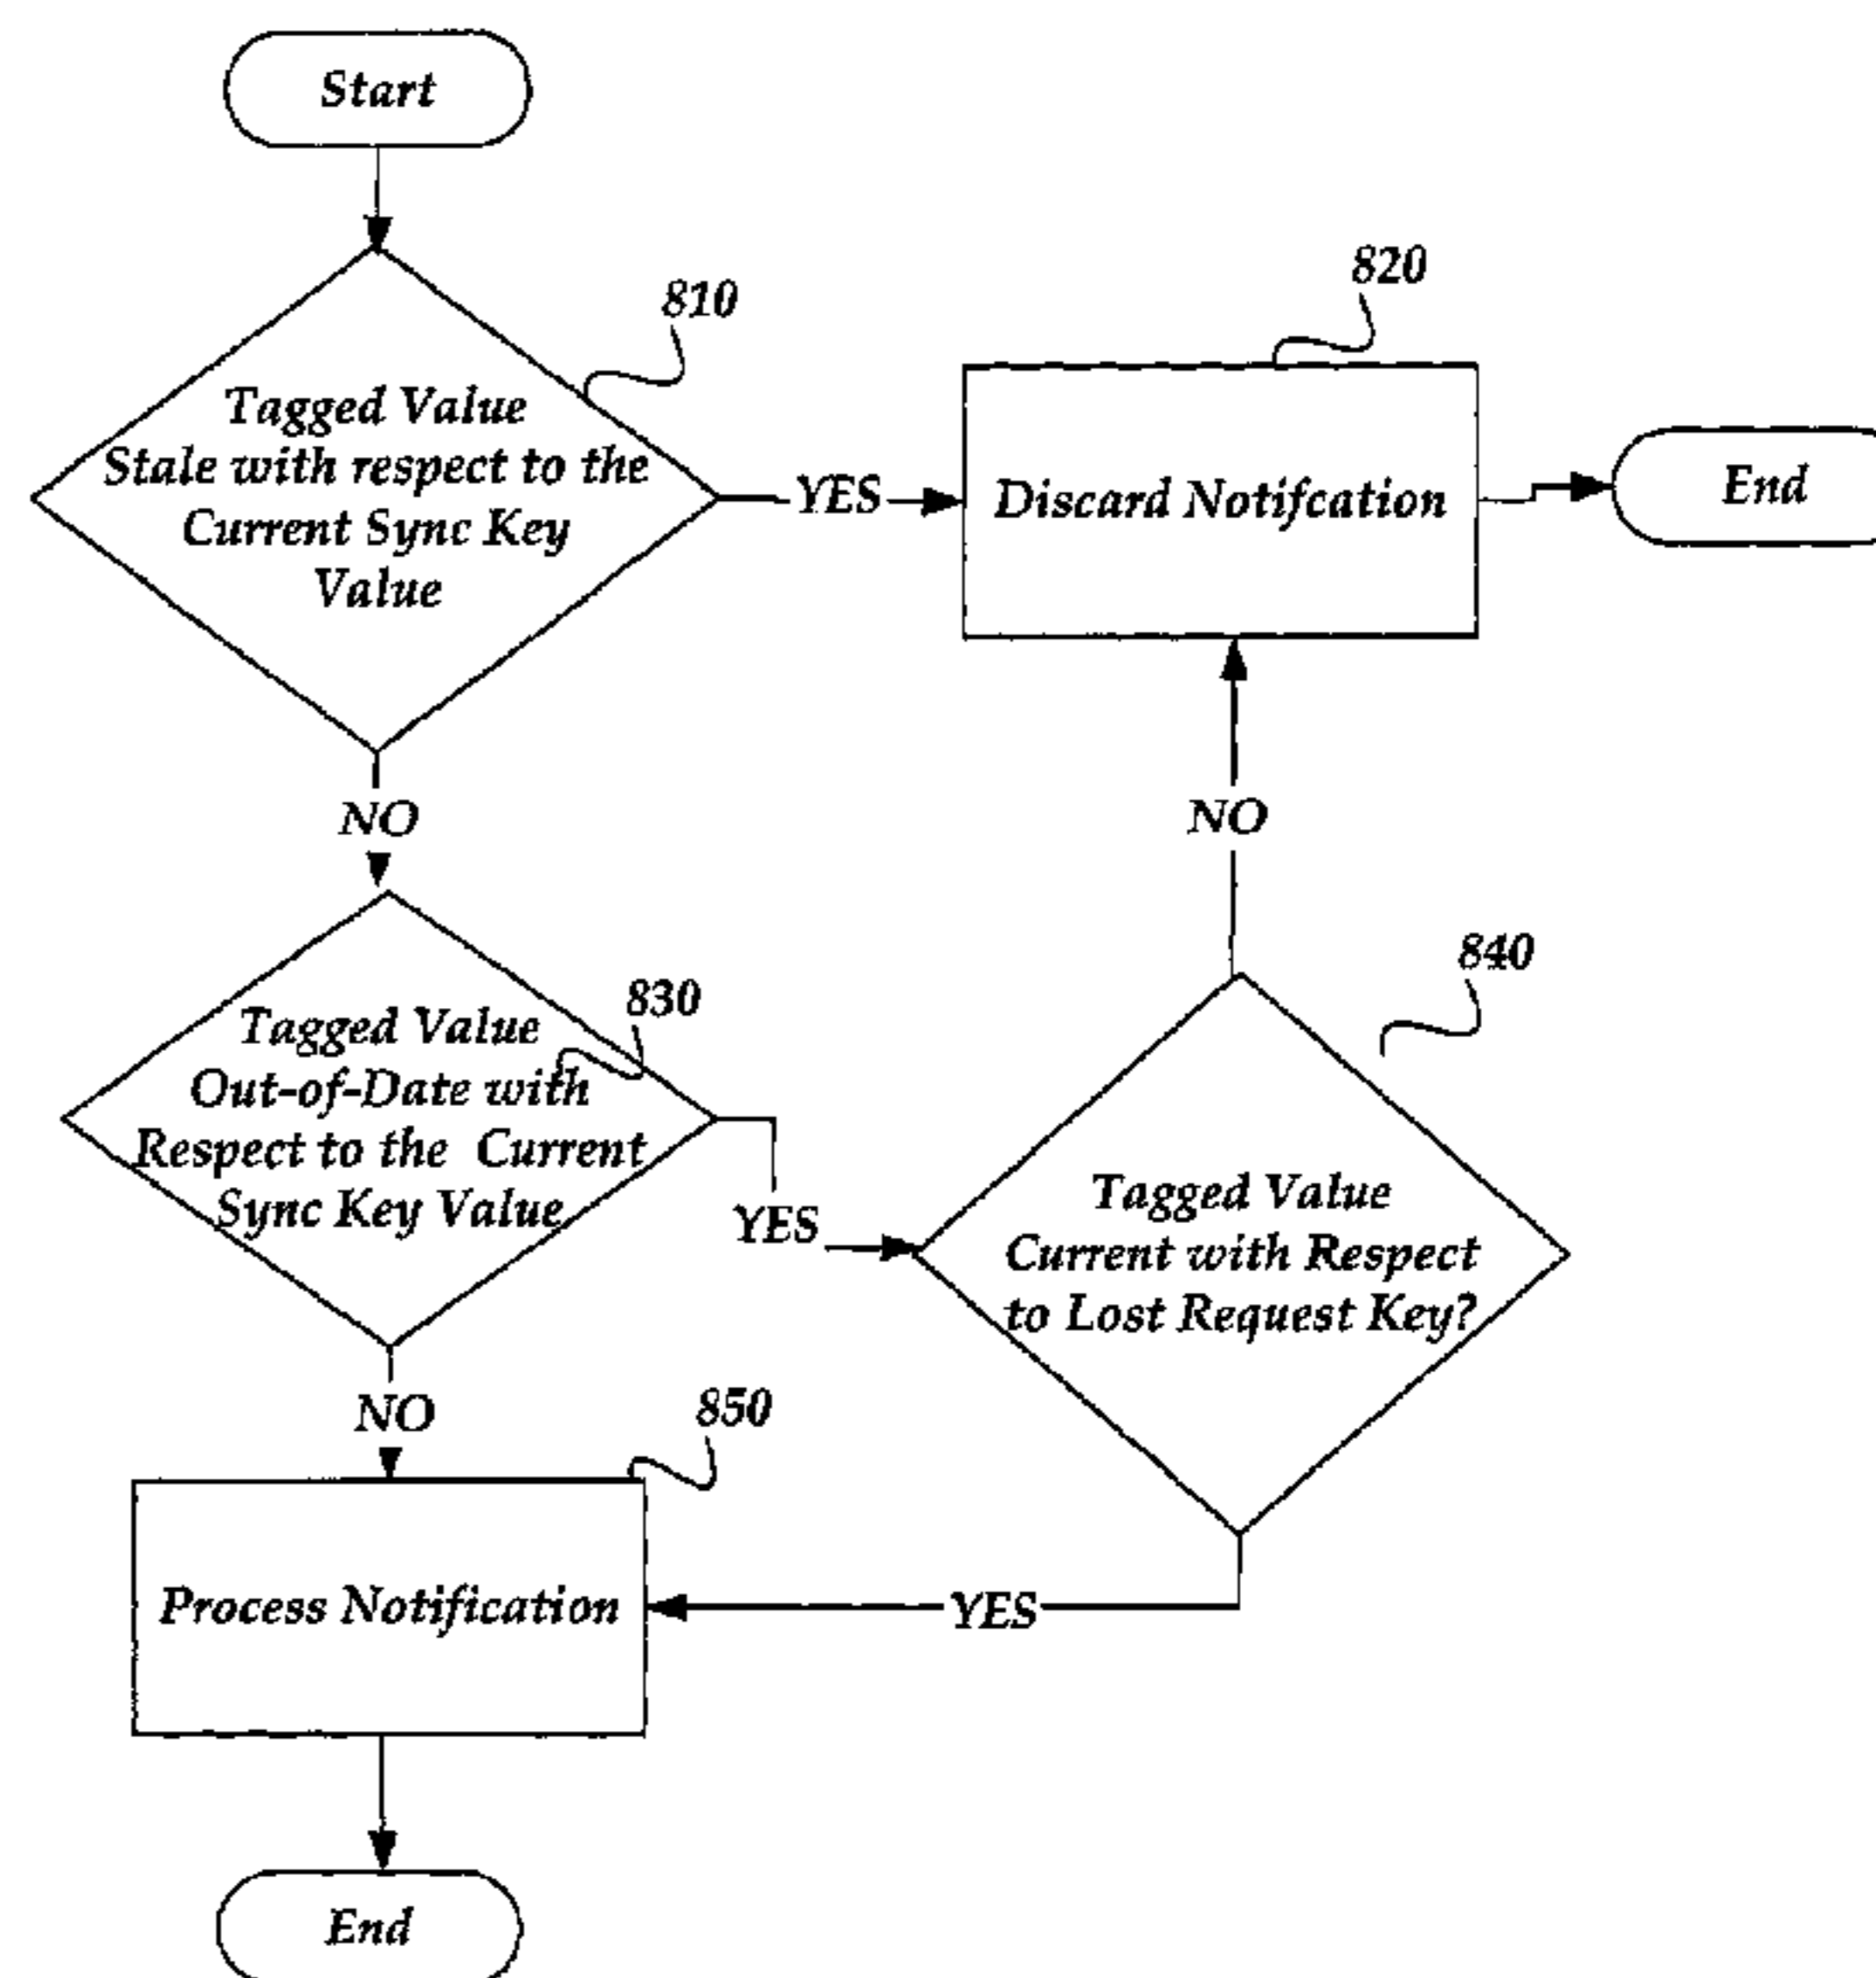 Start
810
Tagged Value
Stale with respect to the
Current Sync Key
Value
YES
820
Discard Notifcation
End
NO
NO
830
Tagged Value
Out-of-Date with
Respect to the Current
Sync Key Value
YES
840
Tagged Value
Current with Respect
to Lost Request Key?
NO
850
Process Notification
YES
End